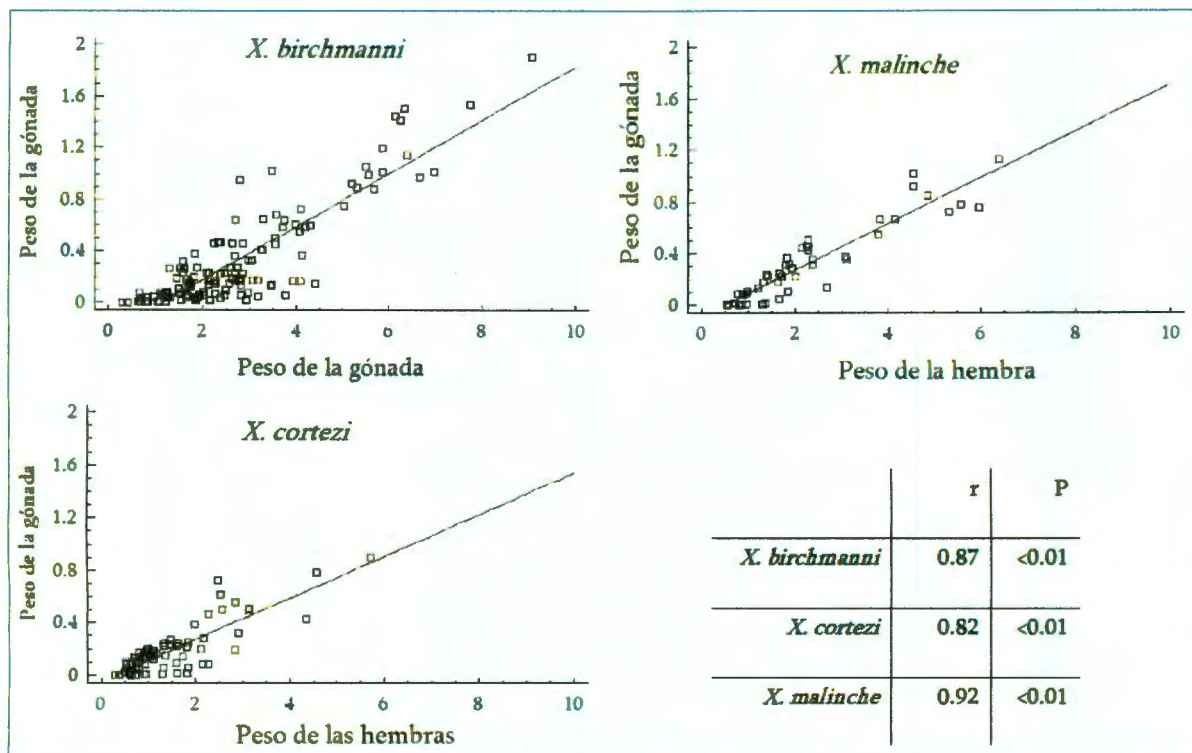 X. birchmanni
Peso de la gónada
2
1.6
1.2
0.8
0.4
0
0 2 4 6 8 10
Peso de la gónada
X. malinche
Peso de la gónada
2
1.6
1.2
0.8
0.4
0
0 2 4 6 8 10
Peso de la hembra
X. cortezi
Peso de la gónada
2
1.6
1.2
0.8
0.4
0
0 2 4 6 8 10
Peso de las hembras
r P
X. birchmanni 0.87 <0.01
X. cortezi 0.82 <0.01
X. malinche 0.92 <0.01